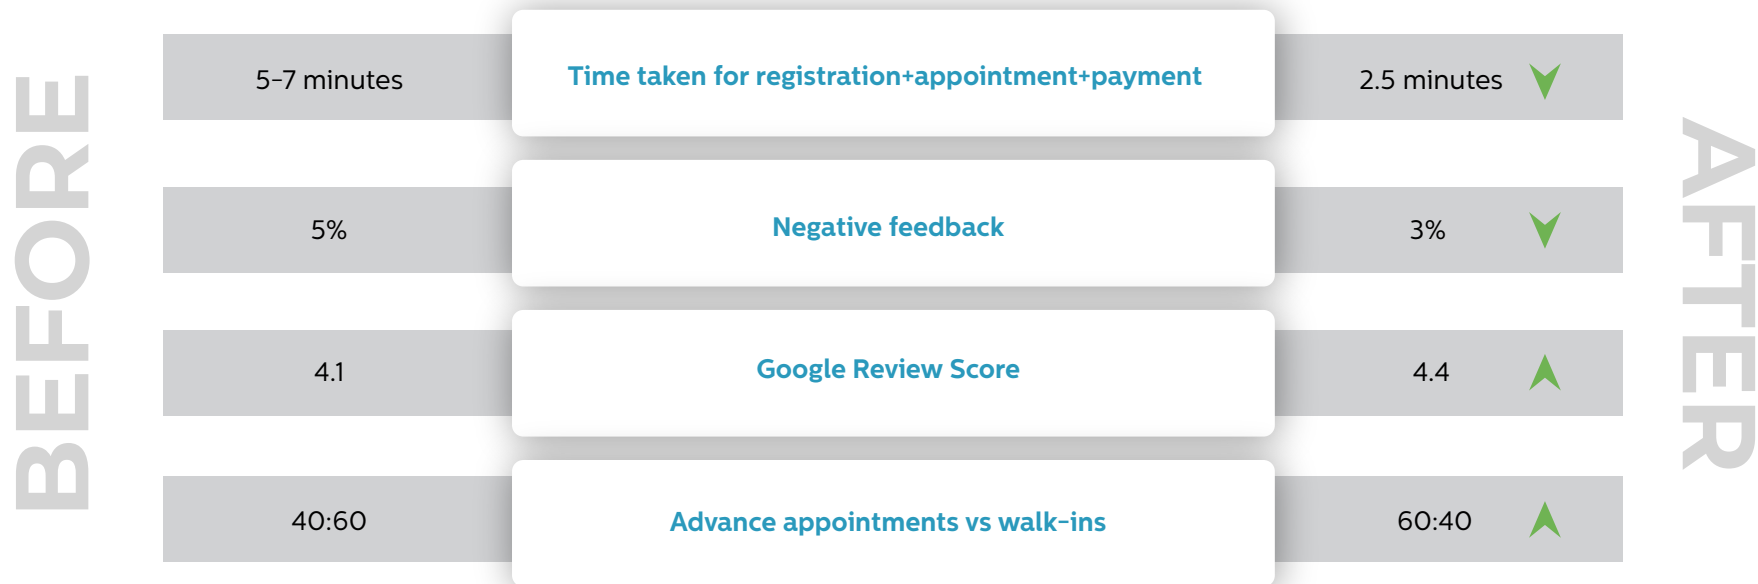 BEFORE
5-7 minutes
Time taken for registration+appointment+payment
2.5 minutes
5%
Negative feedback
3%
4.1
Google Review Score
4.4
40:60
Advance appointments vs walk-ins
60:40
AFTER